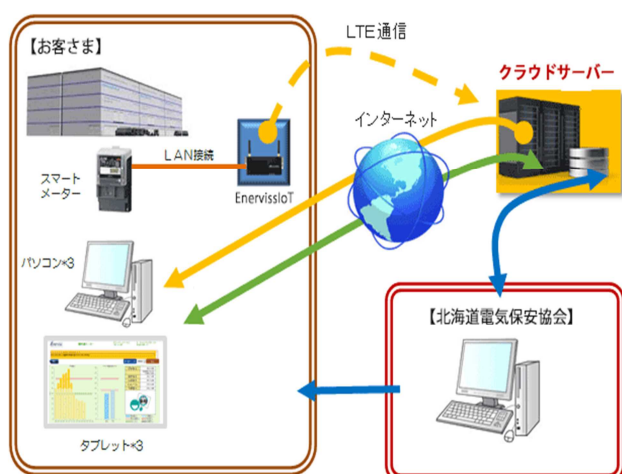 【お客さま】
LTE通信
クラウドサーバー
インターネット
LAN接続
スマート
メーター
EnervissIoT
パソコン*3
【北海道電気保安協会】
タブレット*3